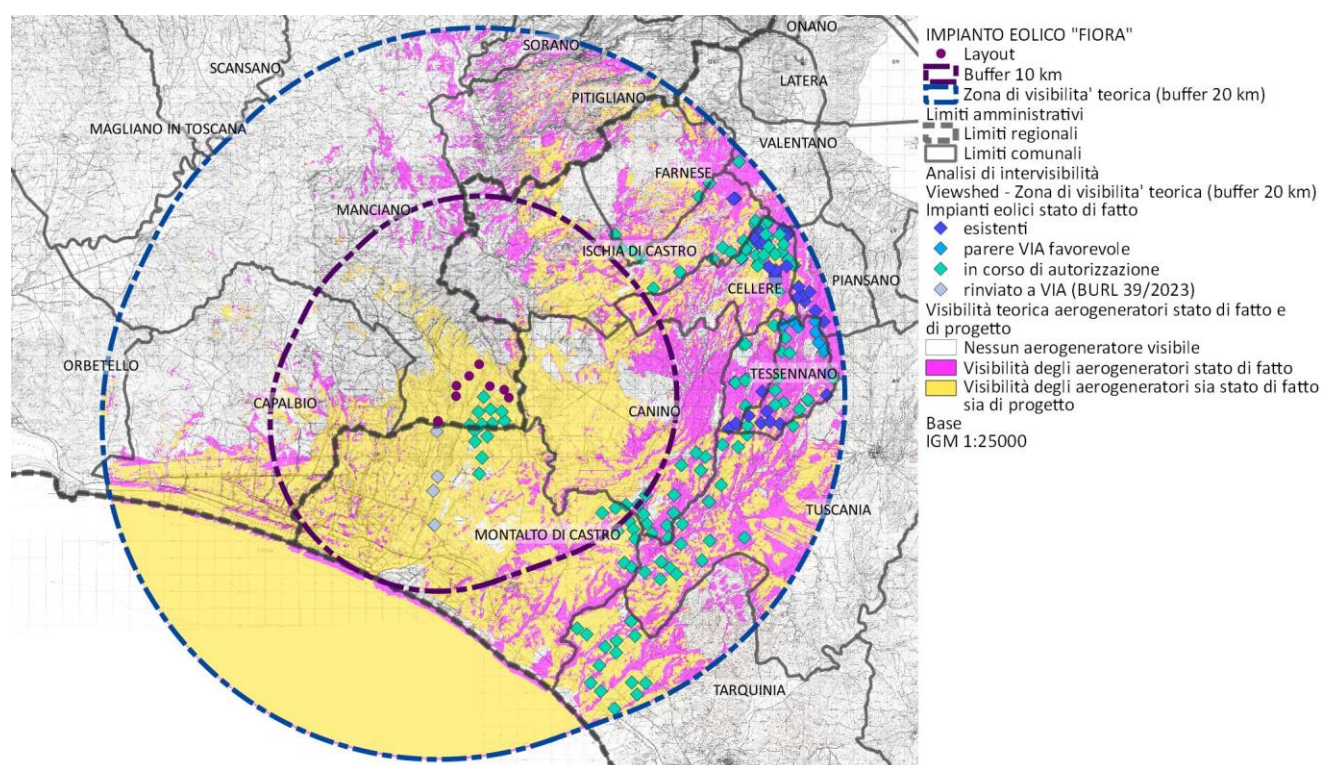 ONANO
SORANO
SCANSANO
LATERA
PITIGLIANO
MAGLIANO IN TOSCANA
VALENTANO
FARNESE
MANCIANO
ISCHIA DI CASTRO
PIANSANO
CELLERE
ORBETELLO
TESSENNANO
CAPALBIO
CANINO
TUSCANIA
MONTALTO DI CASTRO
TARQUINIA
IMPIANTO EOLICO "FIORA"
Layout
Buffer 10 km
Zona di visibilita' teorica (buffer 20 km)
Limiti amministrativi
Limiti regionali
Limiti comunali
Analisi di intervisibilità
Viewshed - Zona di visibilita' teorica (buffer 20 km)
Impianti eolici stato di fatto
esistenti
parere VIA favorevole
in corso di autorizzazione
rinviato a VIA (BURL 39/2023)
Visibilità teorica aerogeneratori stato di fatto e
di progetto
Nessun aerogeneratore visibile
Visibilità degli aerogeneratori stato di fatto
Visibilità degli aerogeneratori sia stato di fatto
sia di progetto
Base
IGM 1:25000